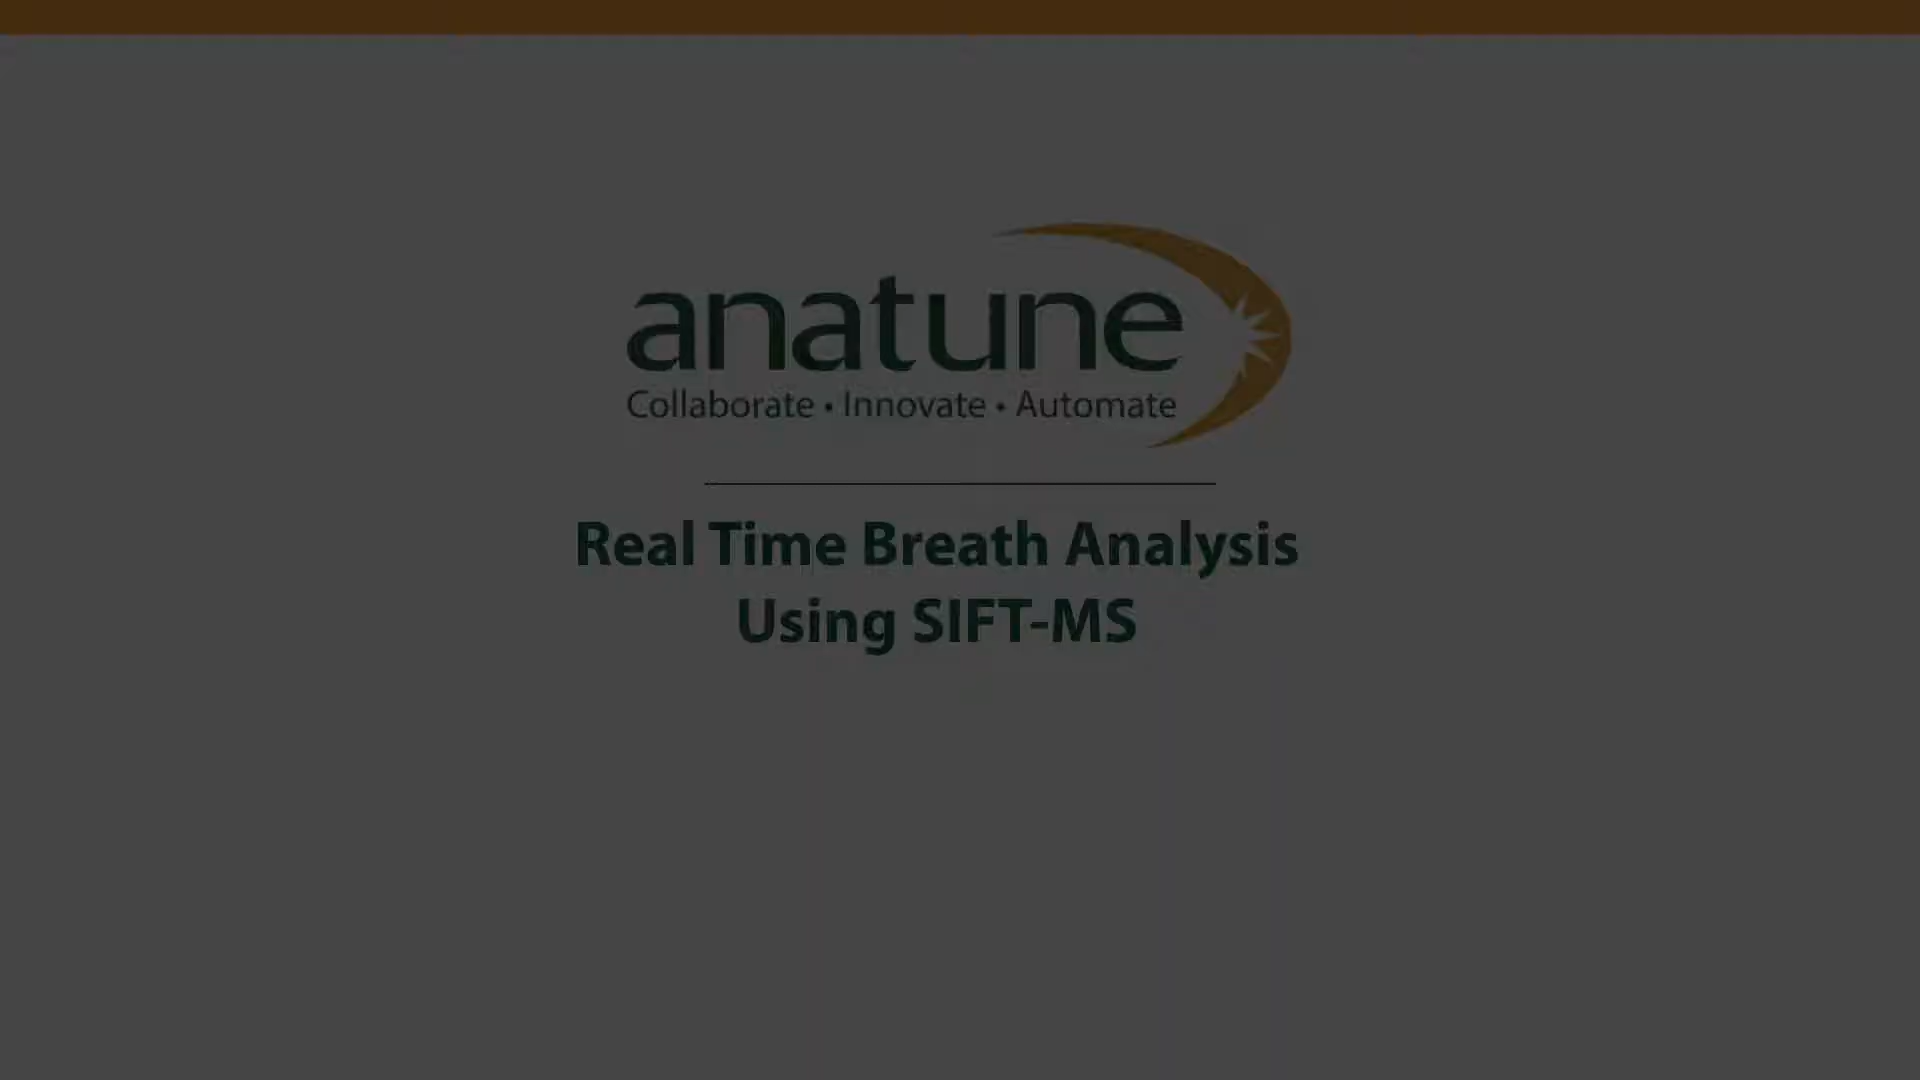 anatune
Collaborate • Innovate • Automate
Real Time Breath Analysis
Using SIFT-MS